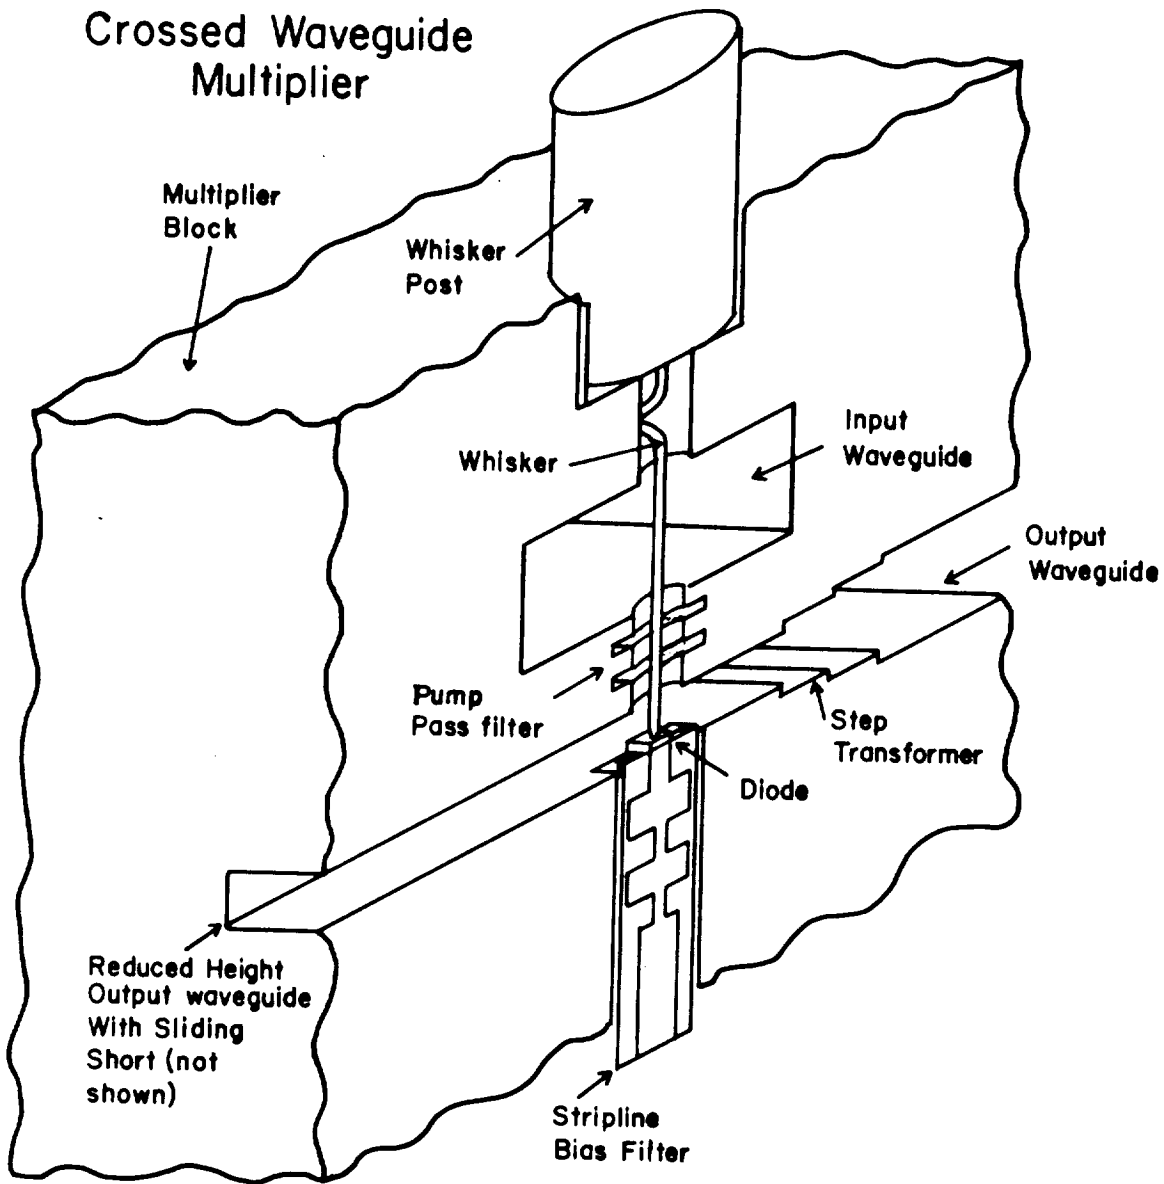 Crossed Waveguide
Multiplier
Multiplier
Block
Whisker
Post
Input
Waveguide
Whisker
Output
Waveguide
Pump
Pass filter
Step
Transformer
Diode
Reduced Height
Output waveguide
With Sliding
Short (not
shown)
Stripline
Bias Filter